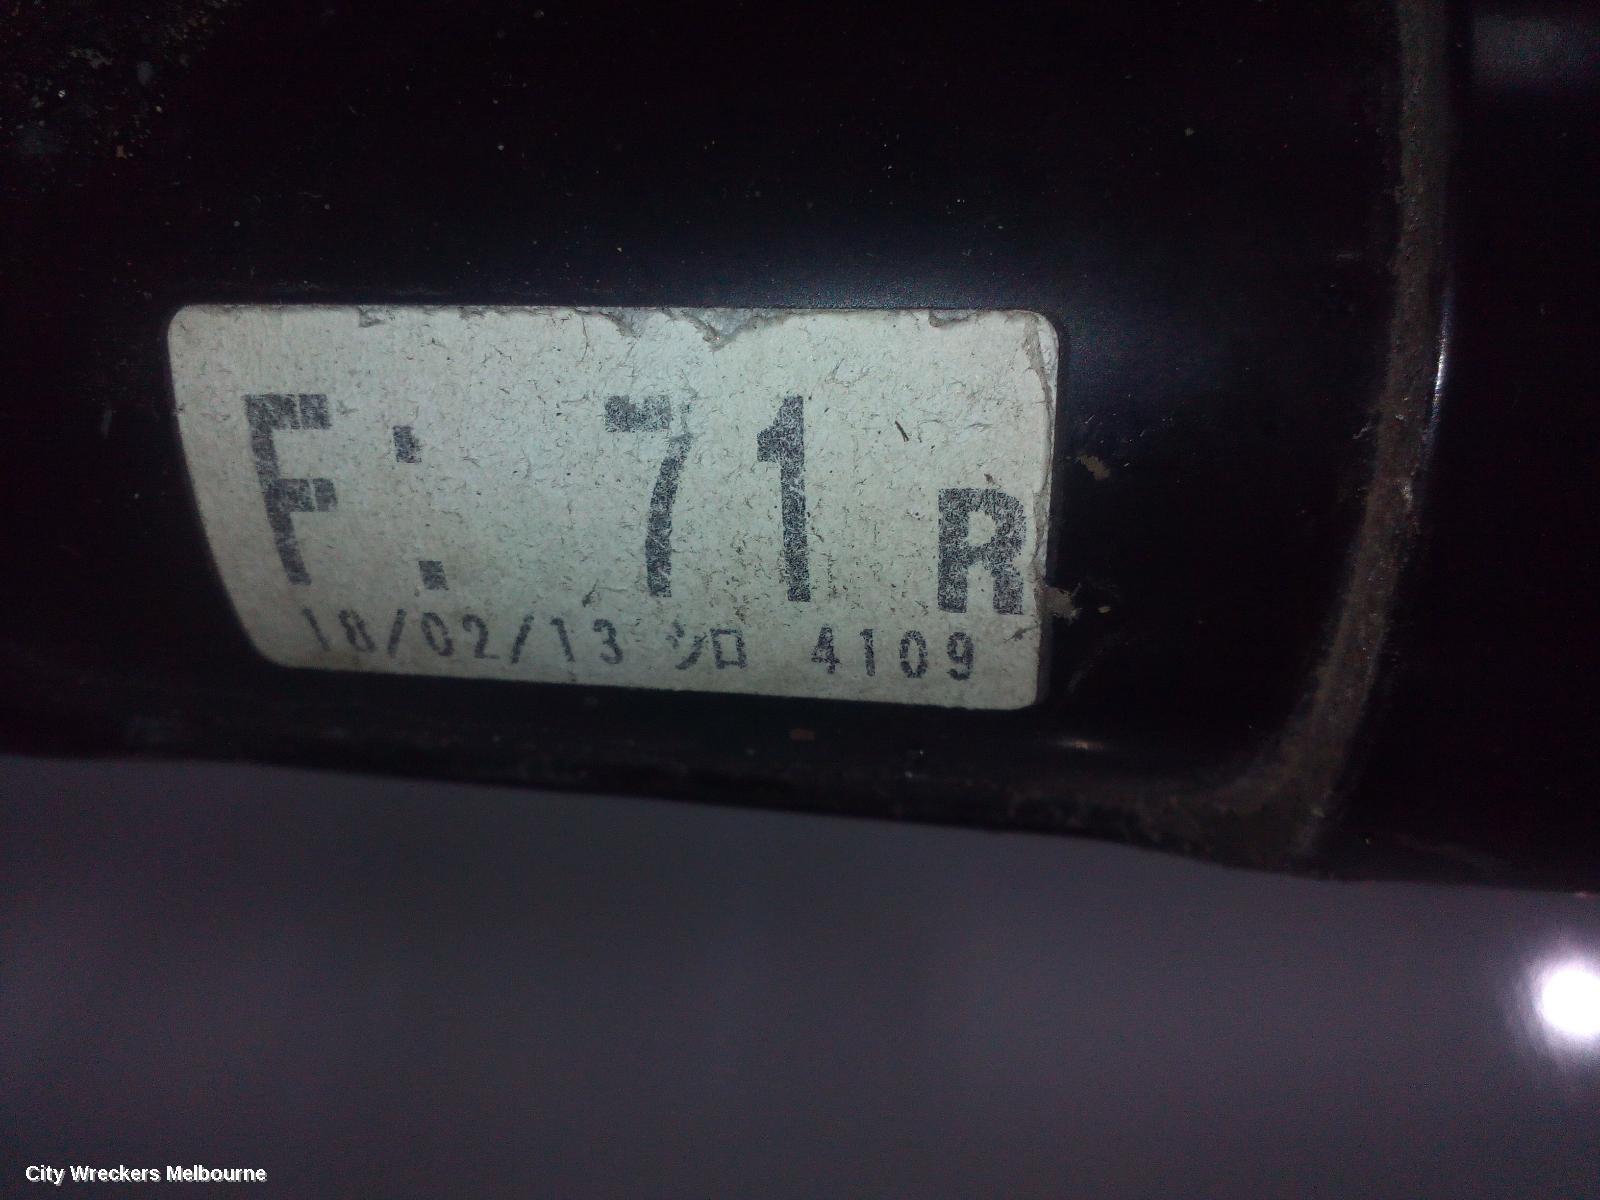 F: 71 R
18/02/13 シロ 4109
City Wreckers Melbourne